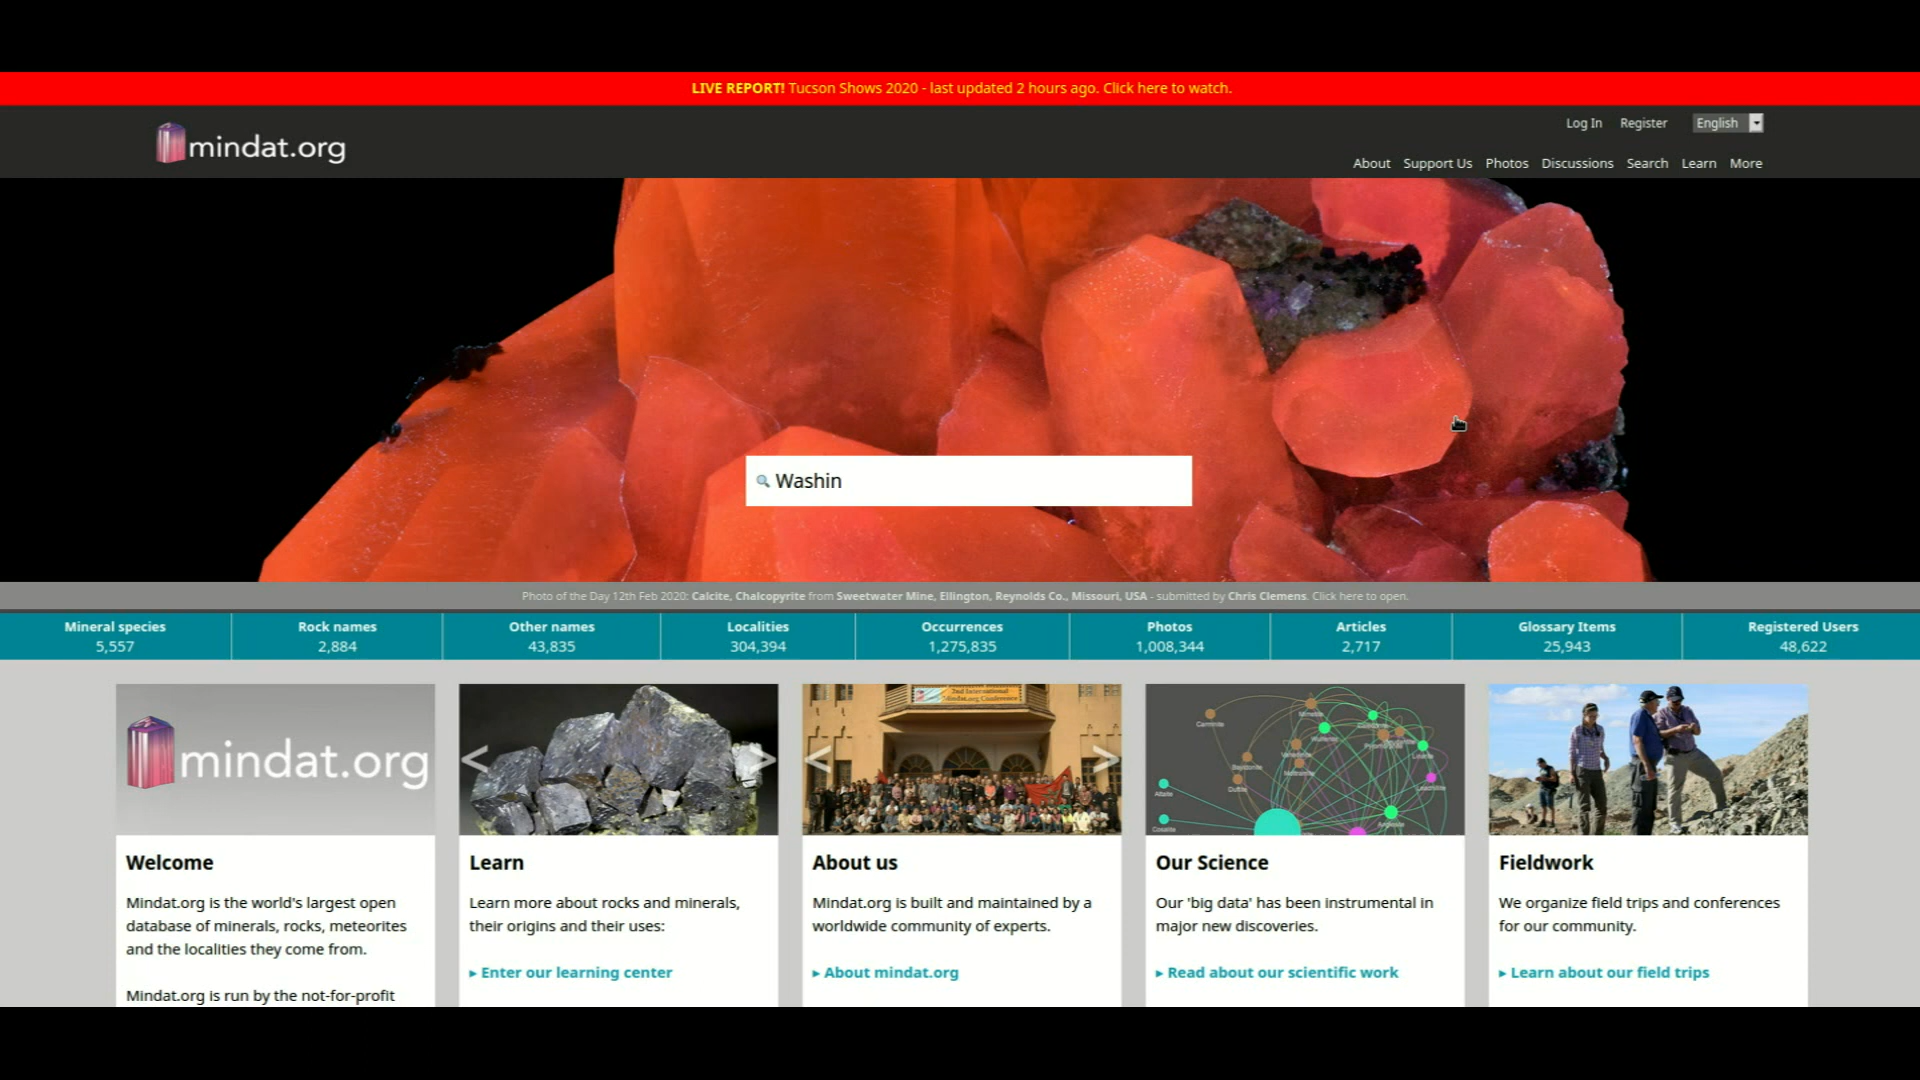 LIVE REPORT! Tucson Shows 2020 - last updated 2 hours ago. Click here to watch.
mindat.org
Log In Register English
About Support Us Photos Discussions Search Learn More
Washin
Photo of the Day 12th Feb 2020: Calcite, Chalcopyrite from Sweetwater Mine, Ellington, Reynolds Co., Missouri, USA - submitted by Chris Clemens. Click here to open.
Mineral species Rock names Other names Localities Occurrences Photos Articles Glossary Items Registered Users
5,557 2,884 43,835 304,394 1,275,835 1,008,344 2,717 25,943 48,622
mindat.org
2nd International
Mindat.org Conference
Carminite
Duftite
Albite
Welcome
Mindat.org is the world's largest open
database of minerals, rocks, meteorites
and the localities they come from.
Mindat.org is run by the not-for-profit
Learn
Learn more about rocks and minerals,
their origins and their uses:
▸ Enter our learning center
About us
Mindat.org is built and maintained by a
worldwide community of experts.
▸ About mindat.org
Our Science
Our 'big data' has been instrumental in
major new discoveries.
▸ Read about our scientific work
Fieldwork
We organize field trips and conferences
for our community.
▸ Learn about our field trips